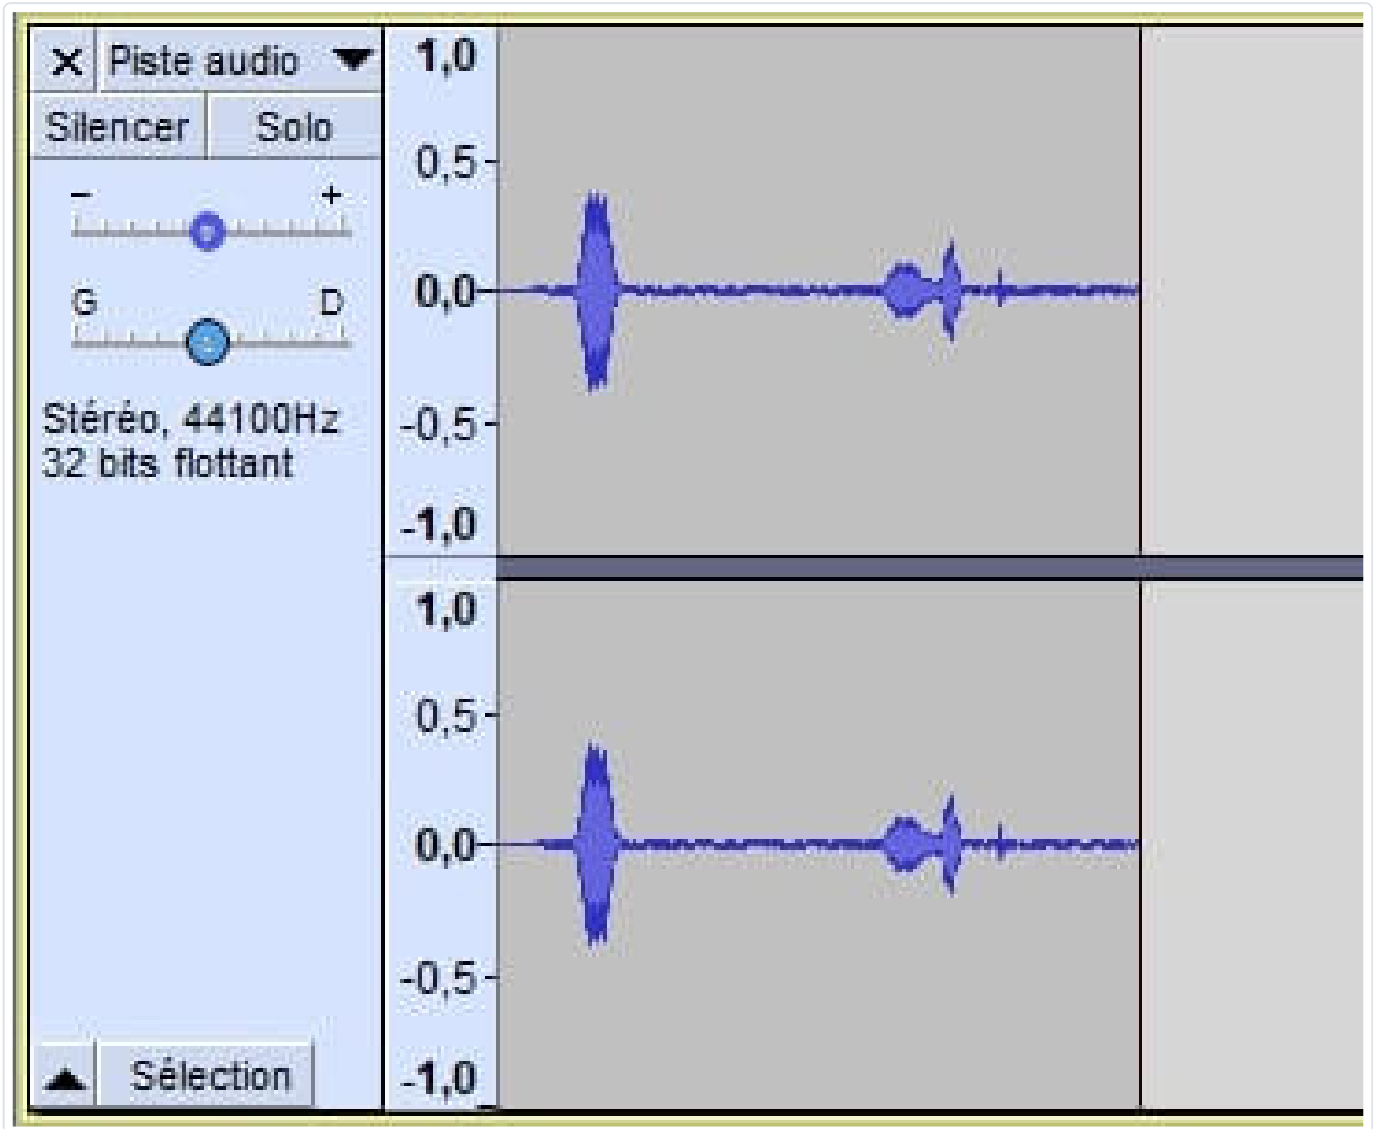 X Piste audio
Silencer Solo
- +
G D
Stéréo, 44100Hz
32 bits flottant
Sélection
1,0
0,5
0,0
-0,5
-1,0
1,0
0,5
0,0
-0,5
-1,0